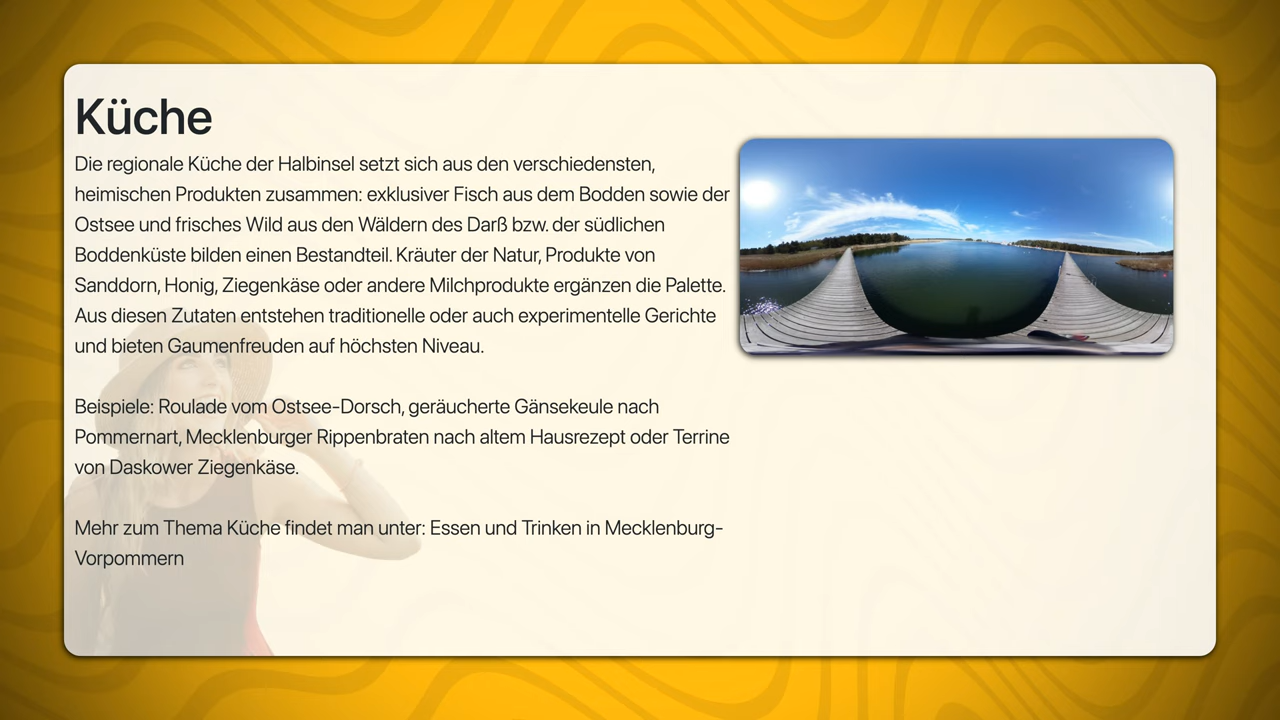 Küche
Die regionale Küche der Halbinsel setzt sich aus den verschiedensten,
heimischen Produkten zusammen: exklusiver Fisch aus dem Bodden sowie der
Ostsee und frisches Wild aus den Wäldern des Darß bzw. der südlichen
Boddenküste bilden einen Bestandteil. Kräuter der Natur, Produkte von
Sanddorn, Honig, Ziegenkäse oder andere Milchprodukte ergänzen die Palette.
Aus diesen Zutaten entstehen traditionelle oder auch experimentelle Gerichte
und bieten Gaumenfreuden auf höchsten Niveau.
Beispiele: Roulade vom Ostsee-Dorsch, geräucherte Gänsekeule nach
Pommernart, Mecklenburger Rippenbraten nach altem Hausrezept oder Terrine
von Daskower Ziegenkäse.
Mehr zum Thema Küche findet man unter: Essen und Trinken in Mecklenburg-
Vorpommern